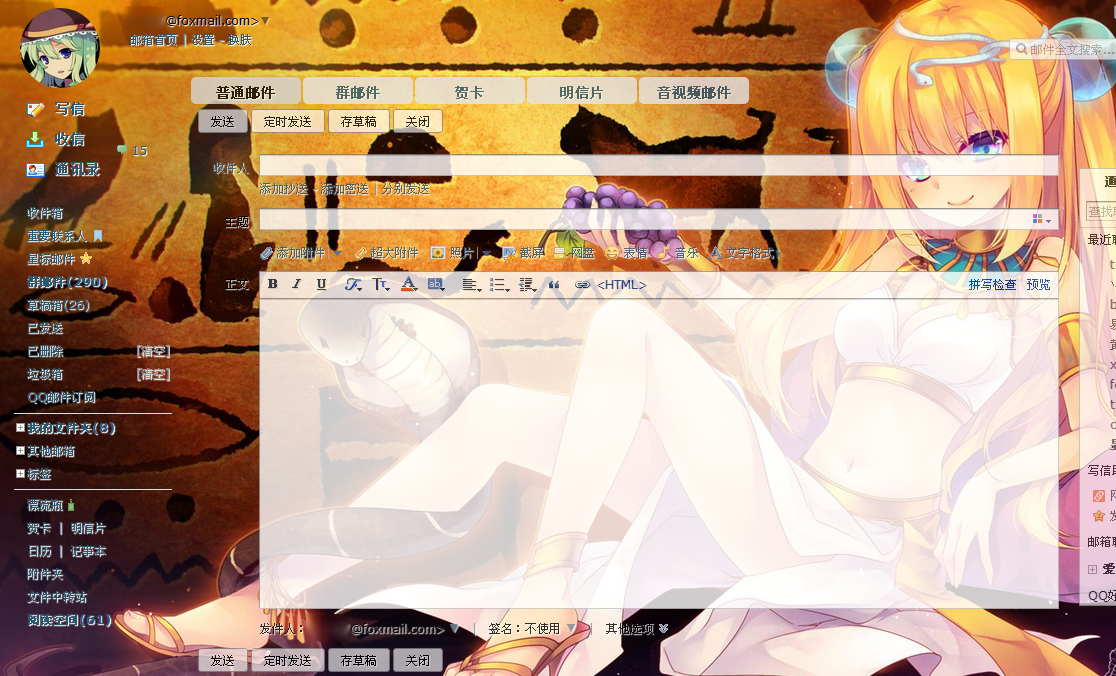 @foxmail.com>
邮箱首页 | 设置 - 换肤
邮件全文搜索...
写信
收信
15
通讯录
收件箱
重要联系人
星标邮件
群邮件(290)
草稿箱(26)
已发送
已删除 [清空]
垃圾箱 [清空]
QQ邮件订阅
我的文件夹(8)
其他邮箱
标签
漂流瓶
贺卡 | 明信片
日历 | 记事本
附件夹
文件中转站
阅读空间(61)
普通邮件 群邮件 贺卡 明信片 音视频邮件
发送 定时发送 存草稿 关闭
收件人
添加抄送 - 添加密送 | 分别发送
主题
添加附件 超大附件 照片 截屏 网盘 表情 音乐 文字格式
正文 B I U <HTML> 拼写检查 预览
发件人： @foxmail.com> | 签名：不使用 | 其他选项
发送 定时发送 存草稿 关闭
查找
最近
写信
邮箱
QQ好